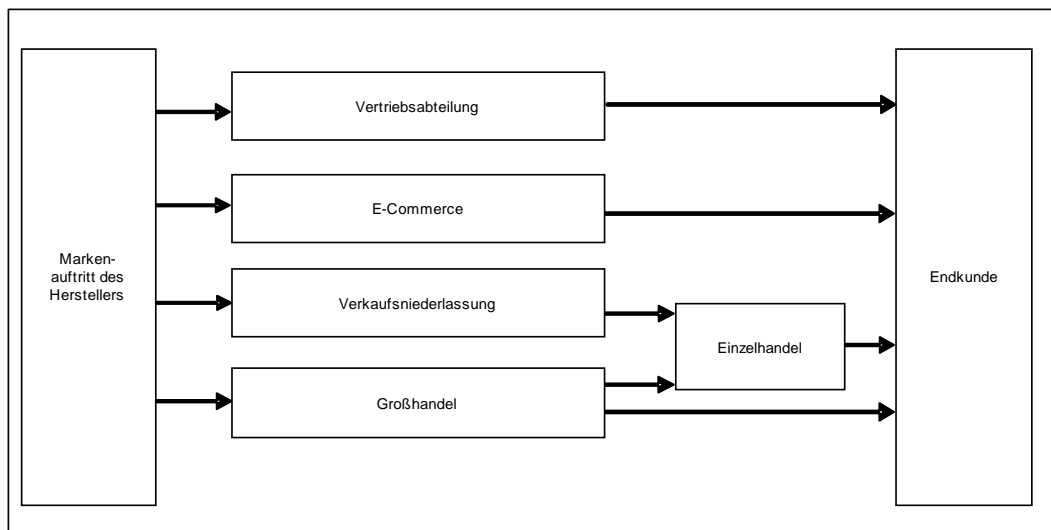 Vertriebsabteilung
E-Commerce
Marken-
auftritt des
Herstellers
Verkaufsniederlassung
Großhandel
Einzelhandel
Endkunde